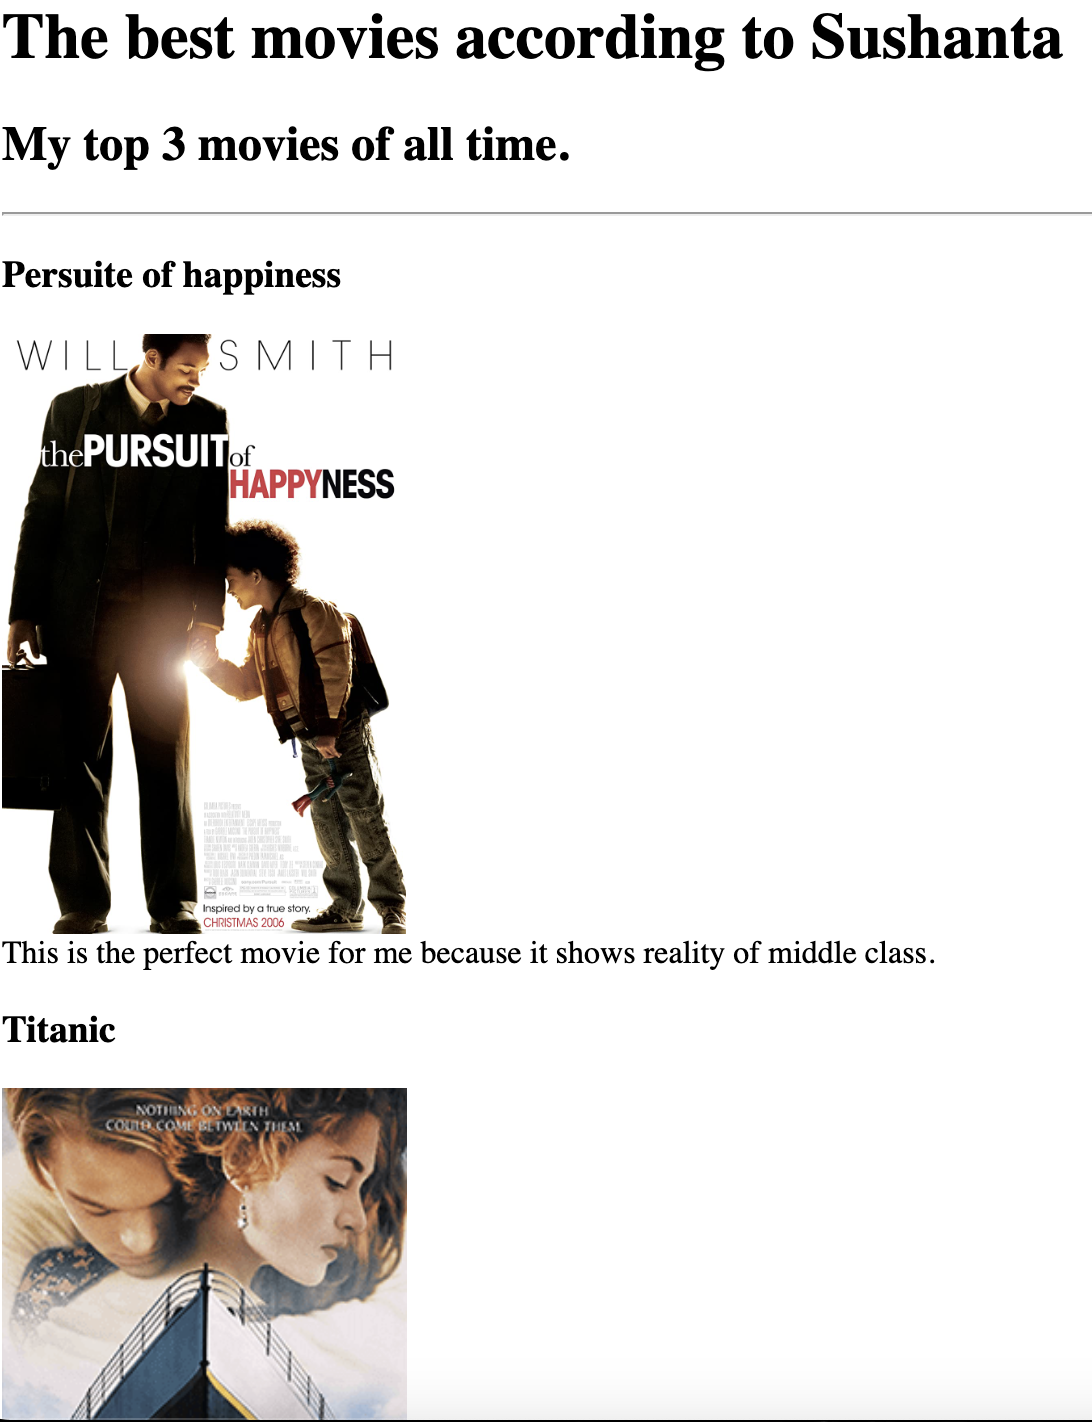 The best movies according to Sushanta
My top 3 movies of all time.
Persuite of happiness
WILL SMITH
the PURSUIT of
HAPPYNESS
Inspired by a true story.
CHRISTMAS 2006
This is the perfect movie for me because it shows reality of middle class.
Titanic
NOTHING ON EARTH
COULD COME BETWEEN THEM.